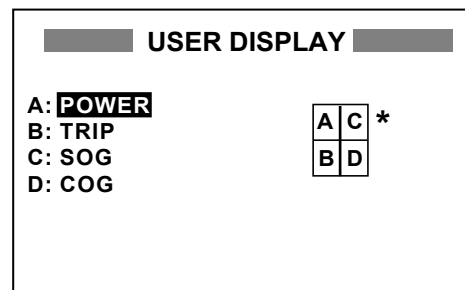 USER DISPLAY
A: POWER
B: TRIP
C: SOG
D: COG
A C *
B D